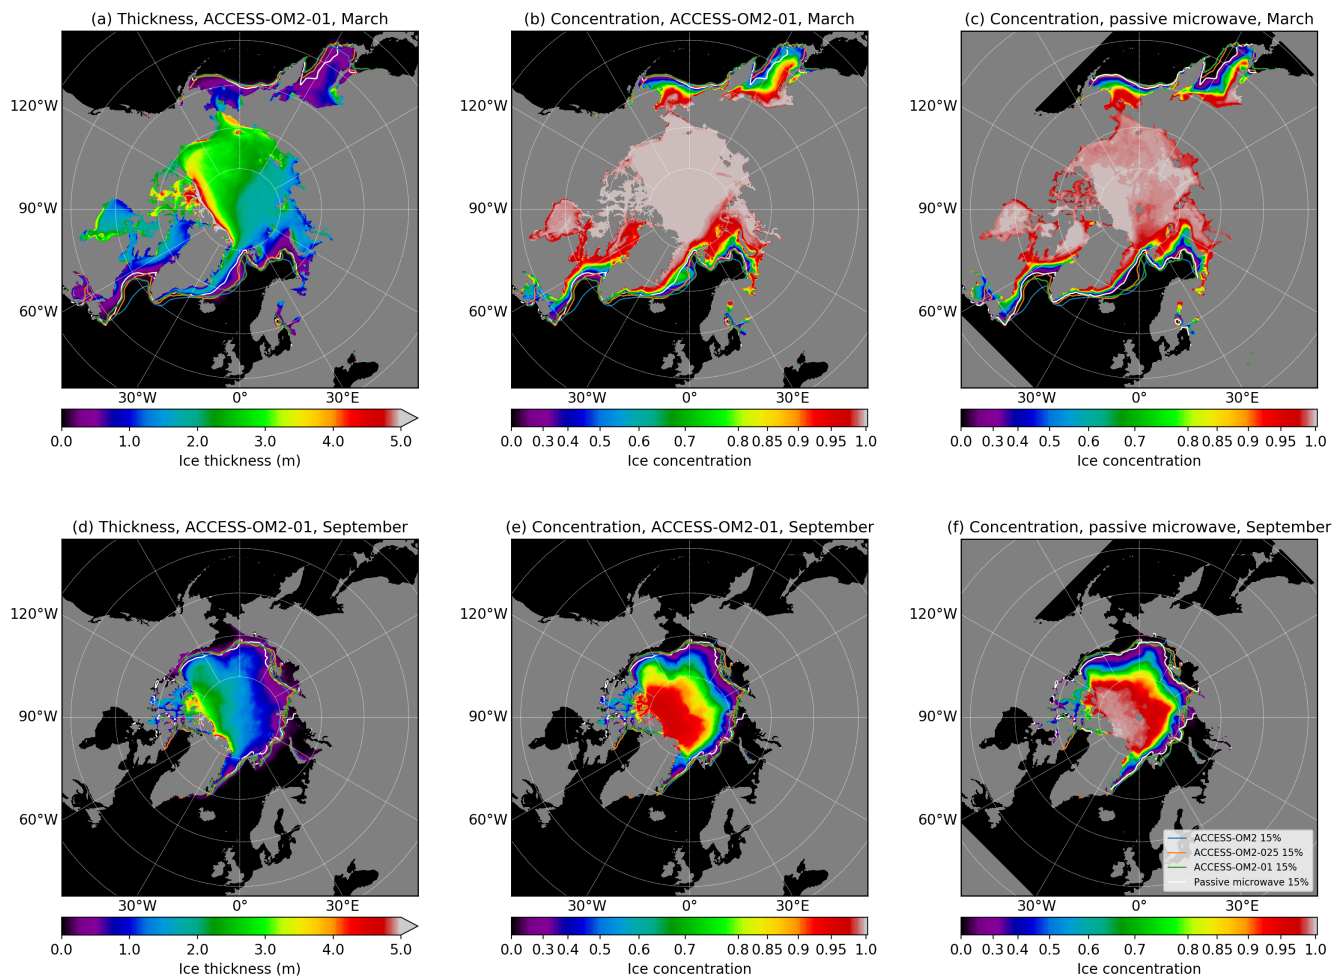 (a) Thickness, ACCESS-OM2-01, March
(b) Concentration, ACCESS-OM2-01, March
(c) Concentration, passive microwave, March
120°W
120°W
120°W
90°W
90°W
90°W
60°W
60°W
60°W
30°W 0° 30°E
30°W 0° 30°E
30°W 0° 30°E
0.0 1.0 2.0 3.0 4.0 5.0
0.0 0.3 0.4 0.5 0.6 0.7 0.8 0.85 0.9 0.95 1.0
0.0 0.3 0.4 0.5 0.6 0.7 0.8 0.85 0.9 0.95 1.0
Ice thickness (m)
Ice concentration
Ice concentration
(d) Thickness, ACCESS-OM2-01, September
(e) Concentration, ACCESS-OM2-01, September
(f) Concentration, passive microwave, September
120°W
120°W
120°W
90°W
90°W
90°W
60°W
60°W
60°W
ACCESS-OM2 15%
ACCESS-OM2-025 15%
ACCESS-OM2-01 15%
Passive microwave 15%
30°W 0° 30°E
30°W 0° 30°E
30°W 0° 30°E
0.0 1.0 2.0 3.0 4.0 5.0
0.0 0.3 0.4 0.5 0.6 0.7 0.8 0.85 0.9 0.95 1.0
0.0 0.3 0.4 0.5 0.6 0.7 0.8 0.85 0.9 0.95 1.0
Ice thickness (m)
Ice concentration
Ice concentration